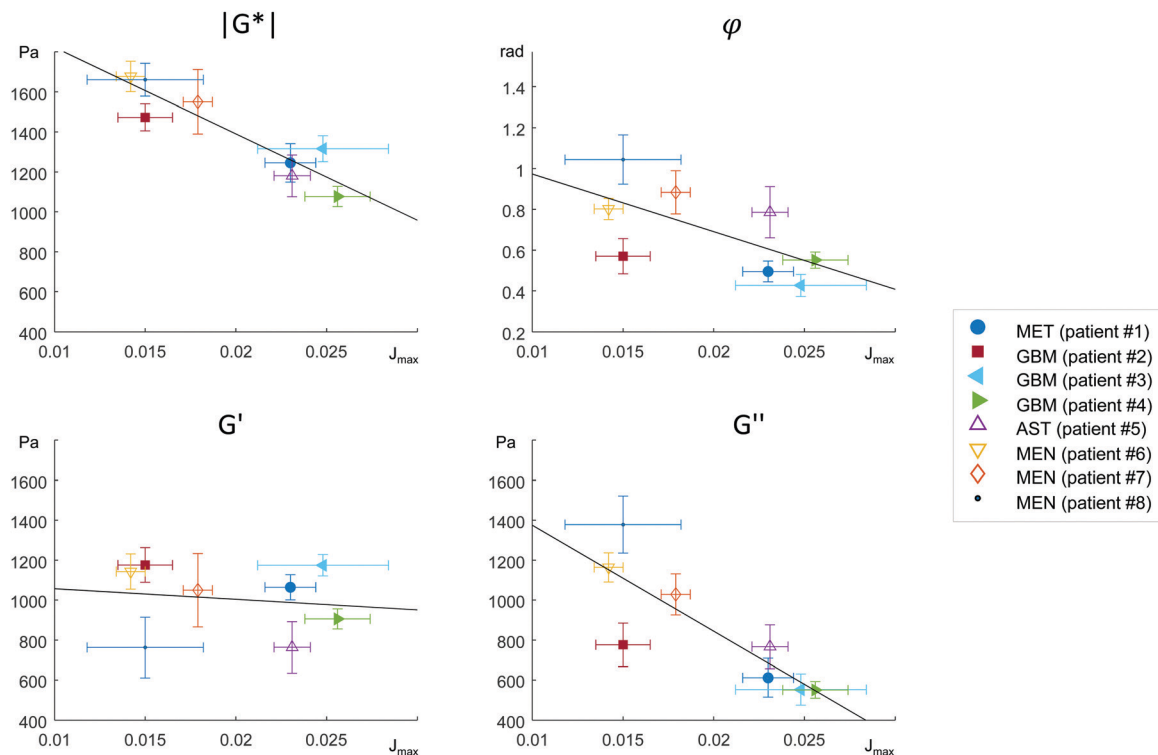 |G*|
Pa
1600
1400
1200
1000
800
600
400
0.01 0.015 0.02 0.025 Jmax
φ
rad
1.4
1.2
1
0.8
0.6
0.4
0.2
0.01 0.015 0.02 0.025 Jmax
G'
Pa
1600
1400
1200
1000
800
600
400
0.01 0.015 0.02 0.025 Jmax
G''
Pa
1600
1400
1200
1000
800
600
400
0.01 0.015 0.02 0.025 Jmax
MET (patient #1)
GBM (patient #2)
GBM (patient #3)
GBM (patient #4)
AST (patient #5)
MEN (patient #6)
MEN (patient #7)
MEN (patient #8)